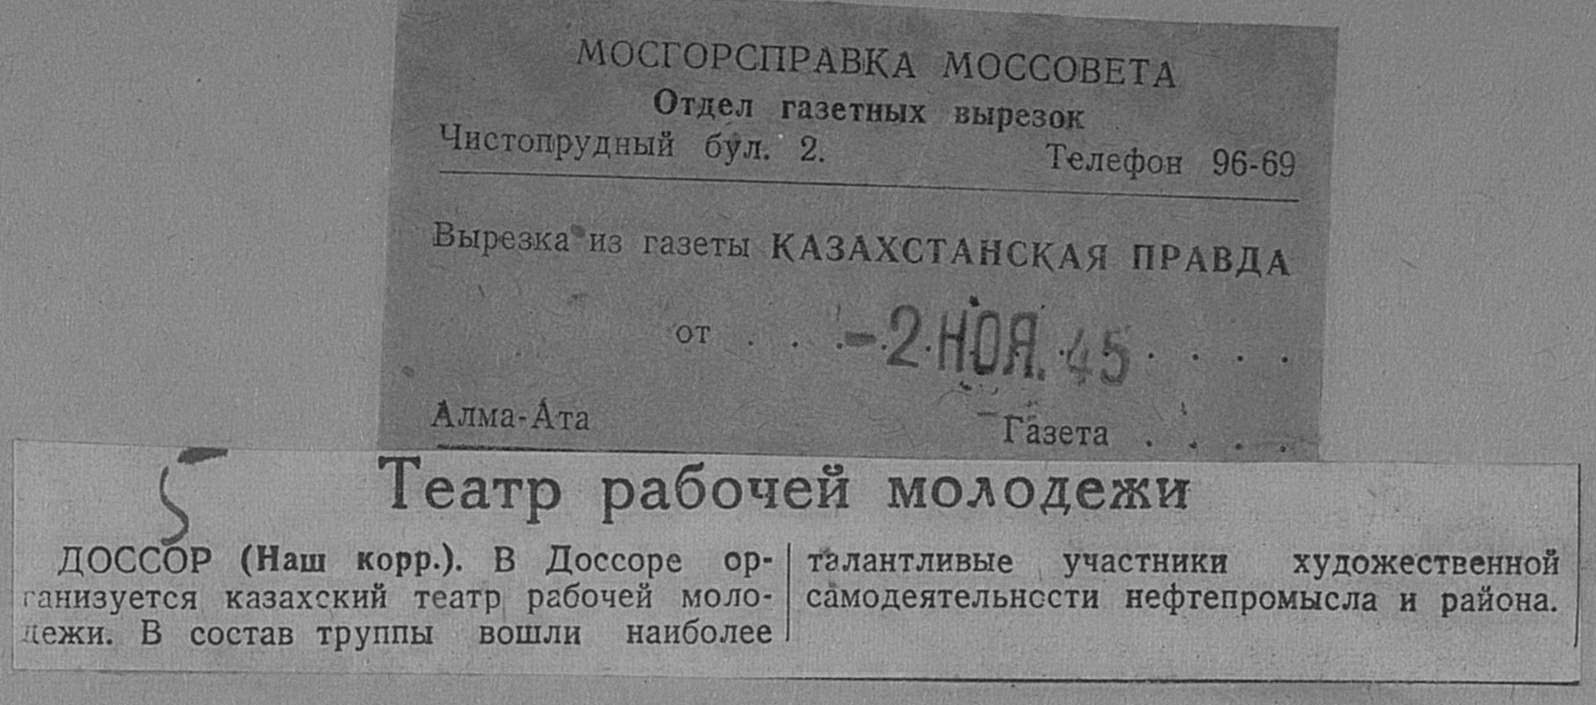 МОСГОРСПРАВКА МОССОВЕТА
Отдел газетных вырезок
Чистопрудный бул. 2. Телефон 96-69
Вырезка из газеты КАЗАХСТАНСКАЯ ПРАВДА
от . . . -2 НОЯ. 45 . . . .
Алма-Ата Газета . . . .
5
Театр рабочей молодежи
ДОССОР (Наш корр.). В Доссоре ор-
ганизуется казахский театр рабочей моло-
дежи. В состав труппы вошли наиболее
талантливые участники художественной
самодеятельности нефтепромысла и района.